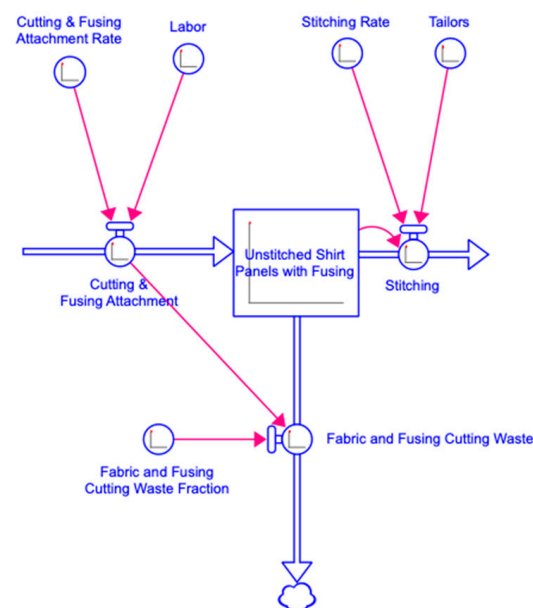 Cutting & Fusing
Attachment Rate
Labor
Stitching Rate
Tailors
Unstitched Shirt
Panels with Fusing
Cutting &
Fusing Attachment
Stitching
Fabric and Fusing Cutting Waste
Fabric and Fusing
Cutting Waste Fraction